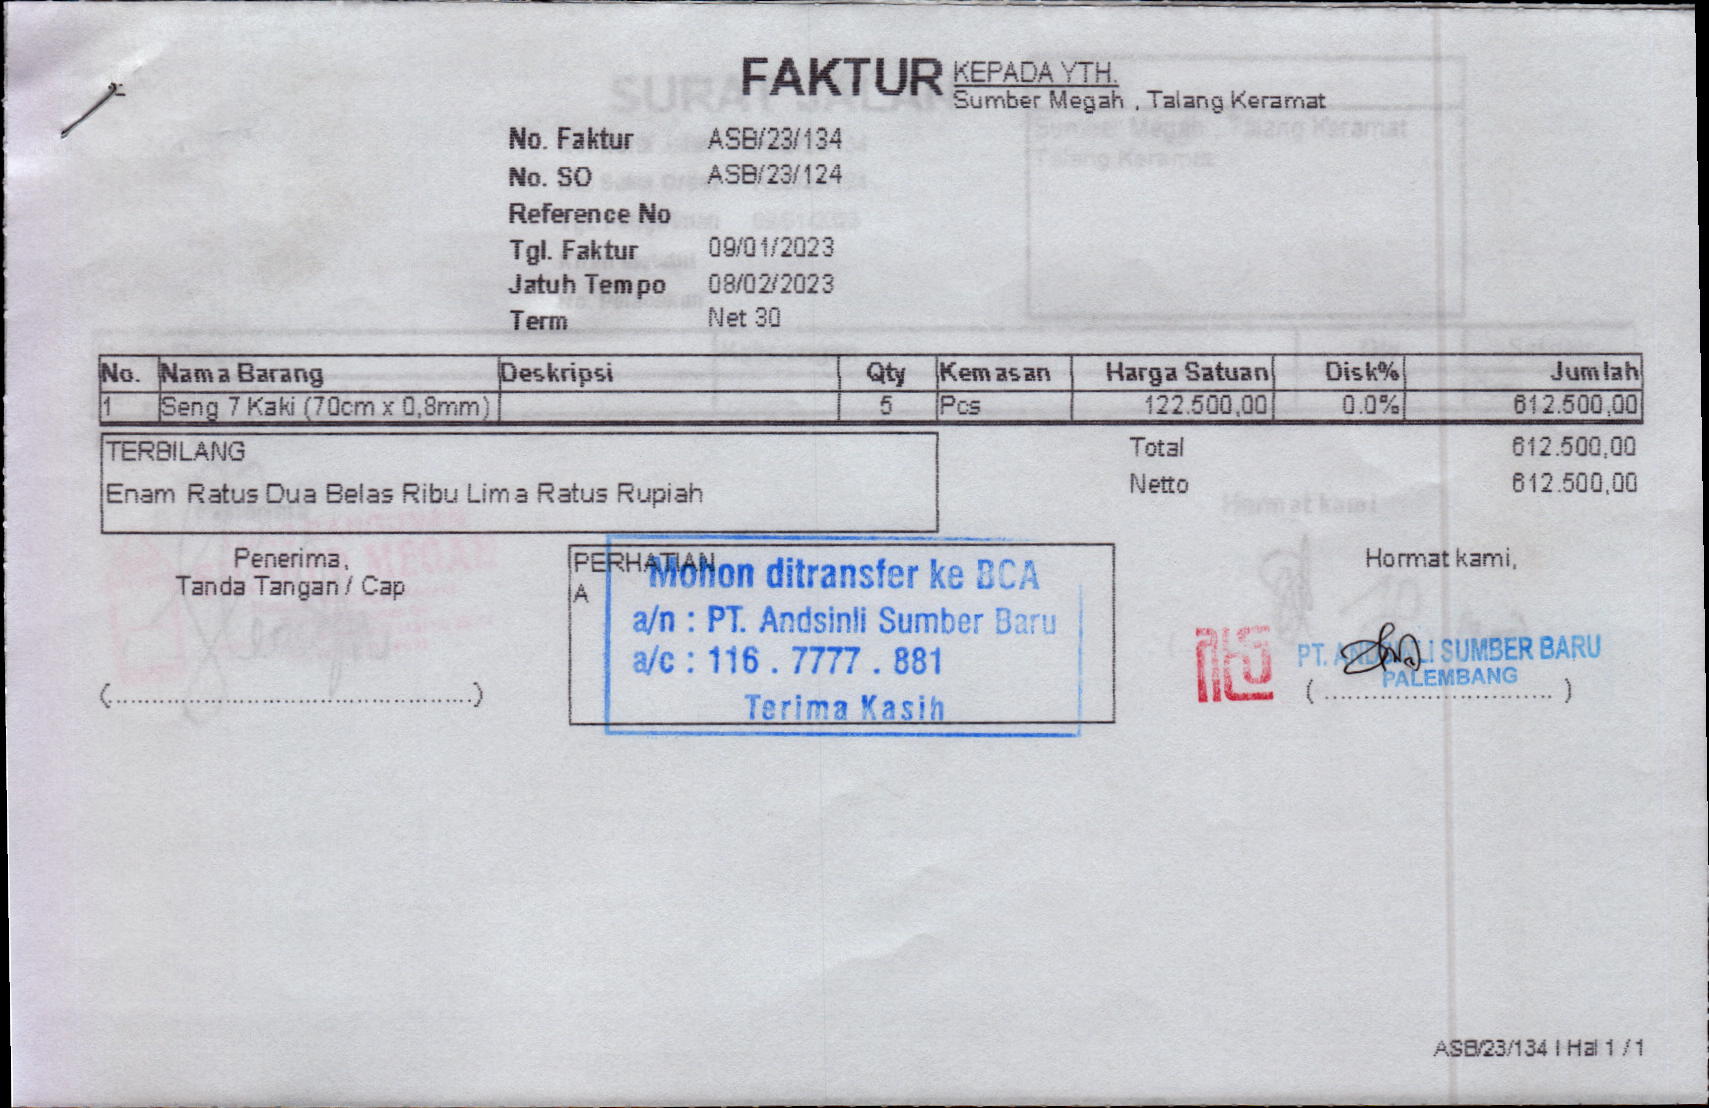 FAKTUR
KEPADA YTH.
Sumber Megah , Talang Keramat
No. Faktur ASB/23/134
No. SO ASB/23/124
Reference No
Tgl. Faktur 09/01/2023
Jatuh Tempo 08/02/2023
Term Net 30
No. Nama Barang Deskripsi Qty Kemasan Harga Satuan Disk% Jumlah
1 Seng 7 Kaki (70cm x 0,8mm) 5 Pcs 122.500,00 0.0% 612.500,00
TERBILANG
Enam Ratus Dua Belas Ribu Lima Ratus Rupiah
Total 612.500,00
Netto 612.500,00
Penerima,
Tanda Tangan / Cap
(................................................)
PERHATIAN
A
Mohon ditransfer ke BCA
a/n : PT. Andsinli Sumber Baru
a/c : 116 . 7777 . 881
Terima Kasih
Hormat kami,
PT. ANDSINLI SUMBER BARU
PALEMBANG
( .............................. )
ASB/23/134 | Hal 1 / 1